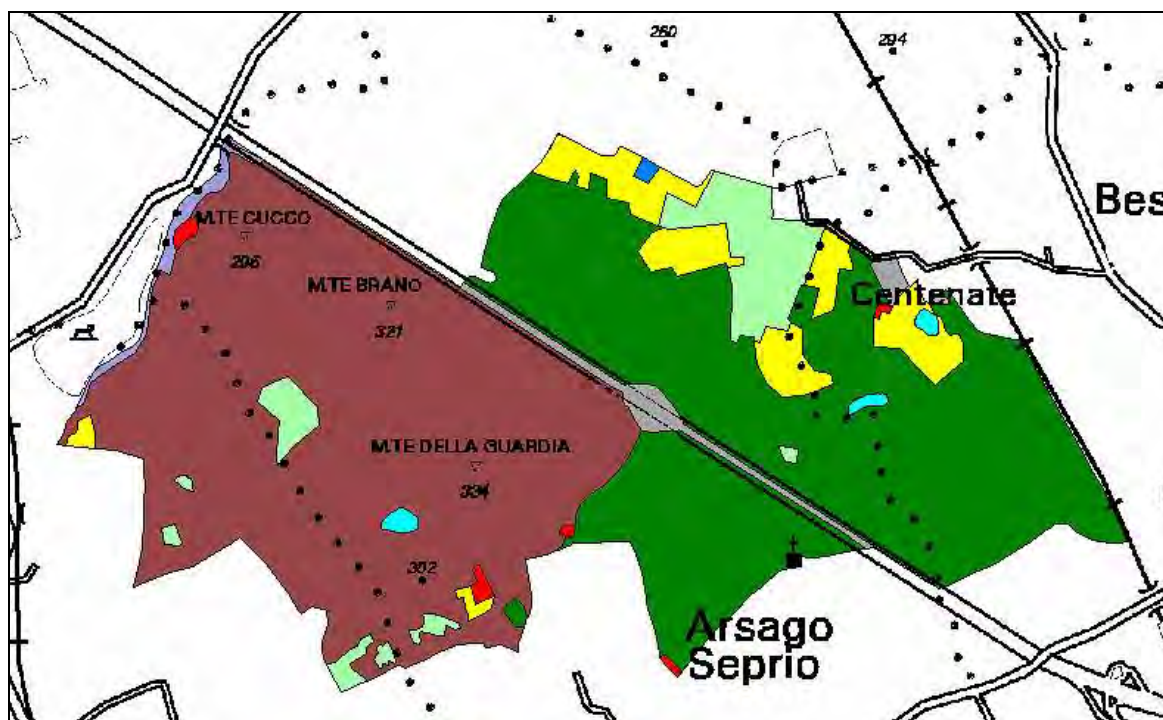 260
294
Bes
M.TE CUCCO
296
M.TE BRANO
321
Centenate
M.TE DELLA GUARDIA
334
302
Arsago
Seprio